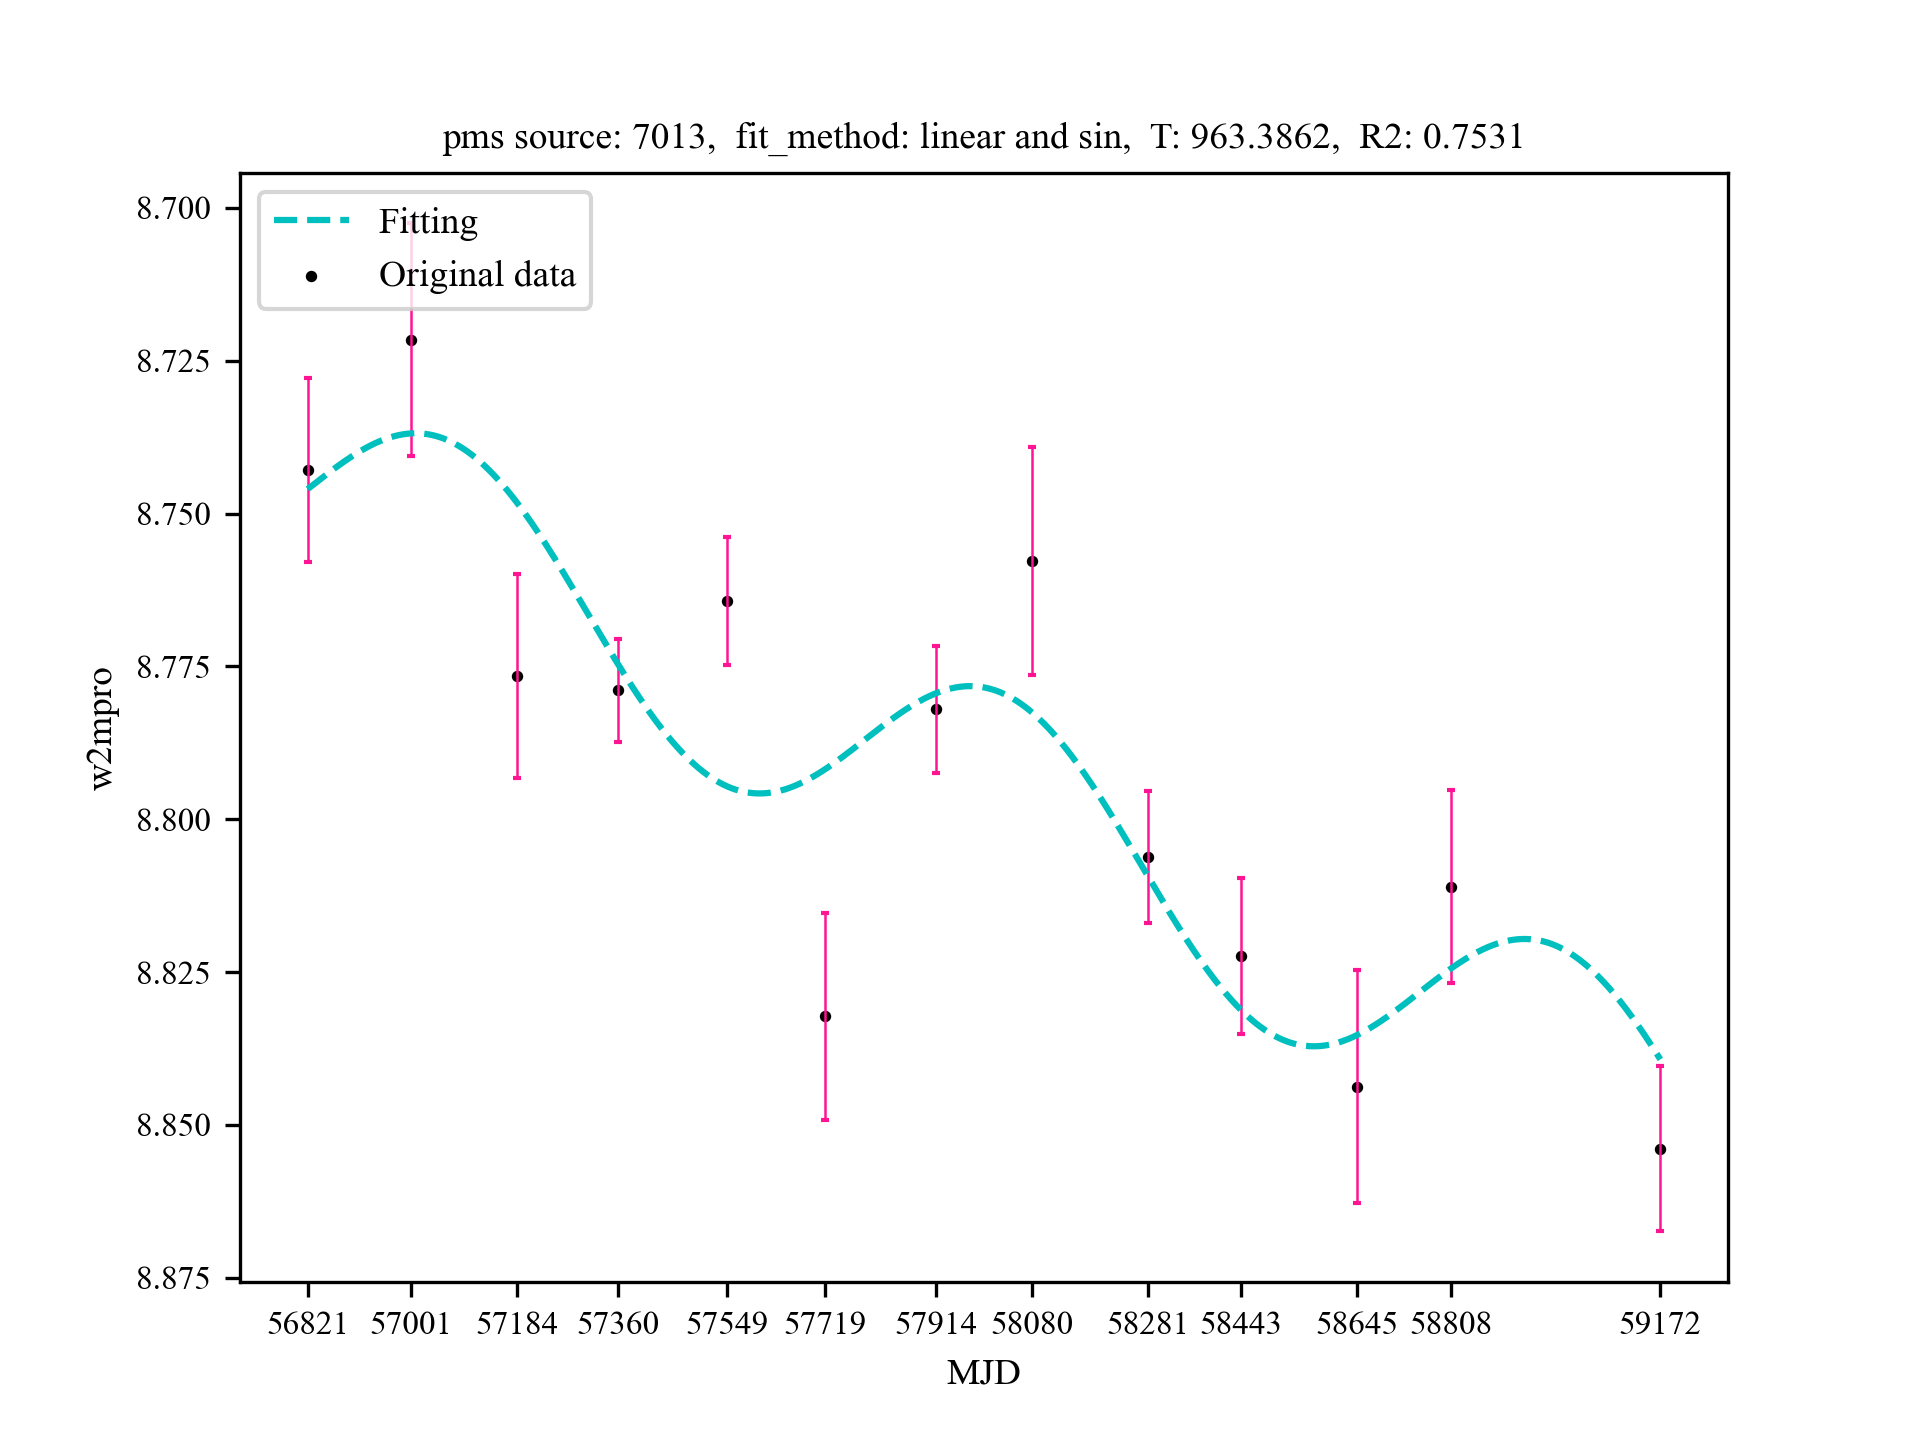 pms source: 7013, fit_method: linear and sin, T: 963.3862, R2: 0.7531
Fitting
Original data
8.700
8.725
8.750
8.775
8.800
8.825
8.850
8.875
w2mpro
56821 57001 57184 57360 57549 57719 57914 58080 58281 58443 58645 58808 59172
MJD